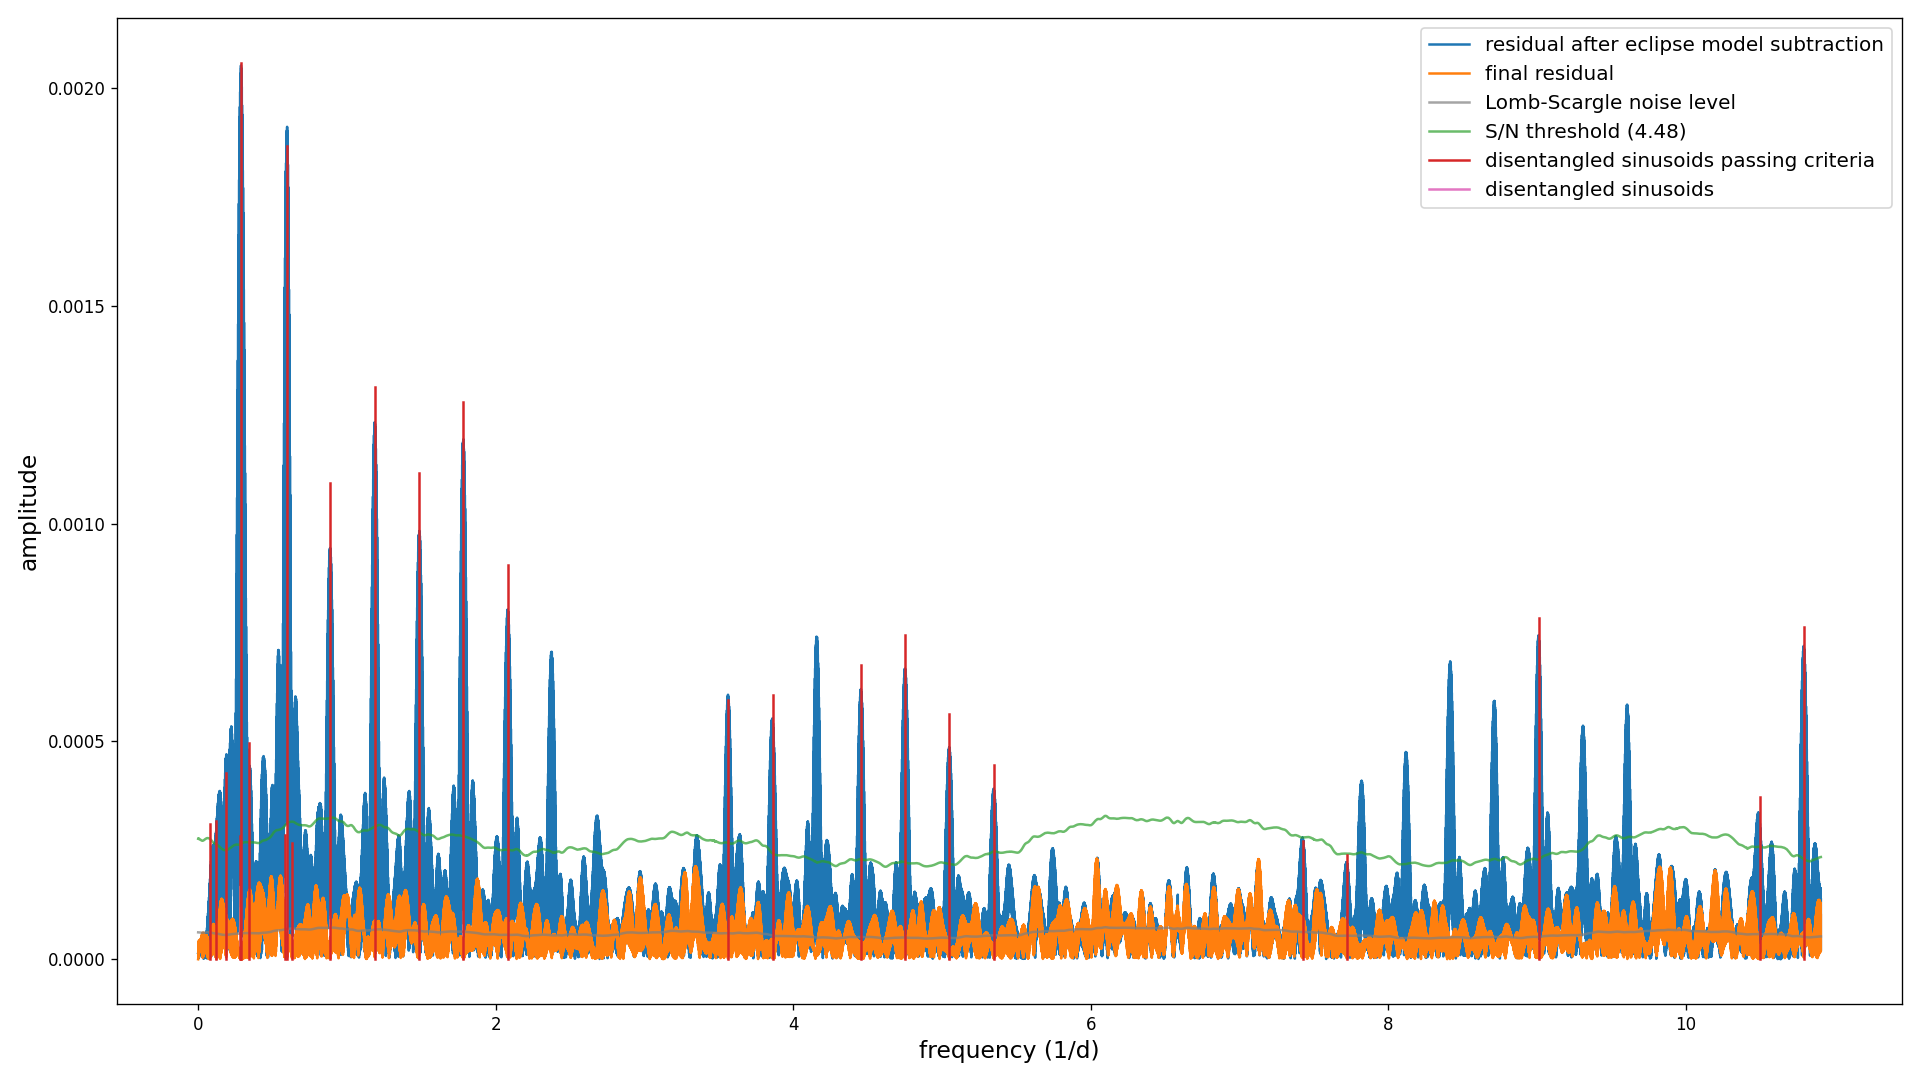 residual after eclipse model subtraction
final residual
Lomb-Scargle noise level
S/N threshold (4.48)
disentangled sinusoids passing criteria
disentangled sinusoids
0.0020
0.0015
0.0010
0.0005
0.0000
amplitude
0 2 4 6 8 10
frequency (1/d)